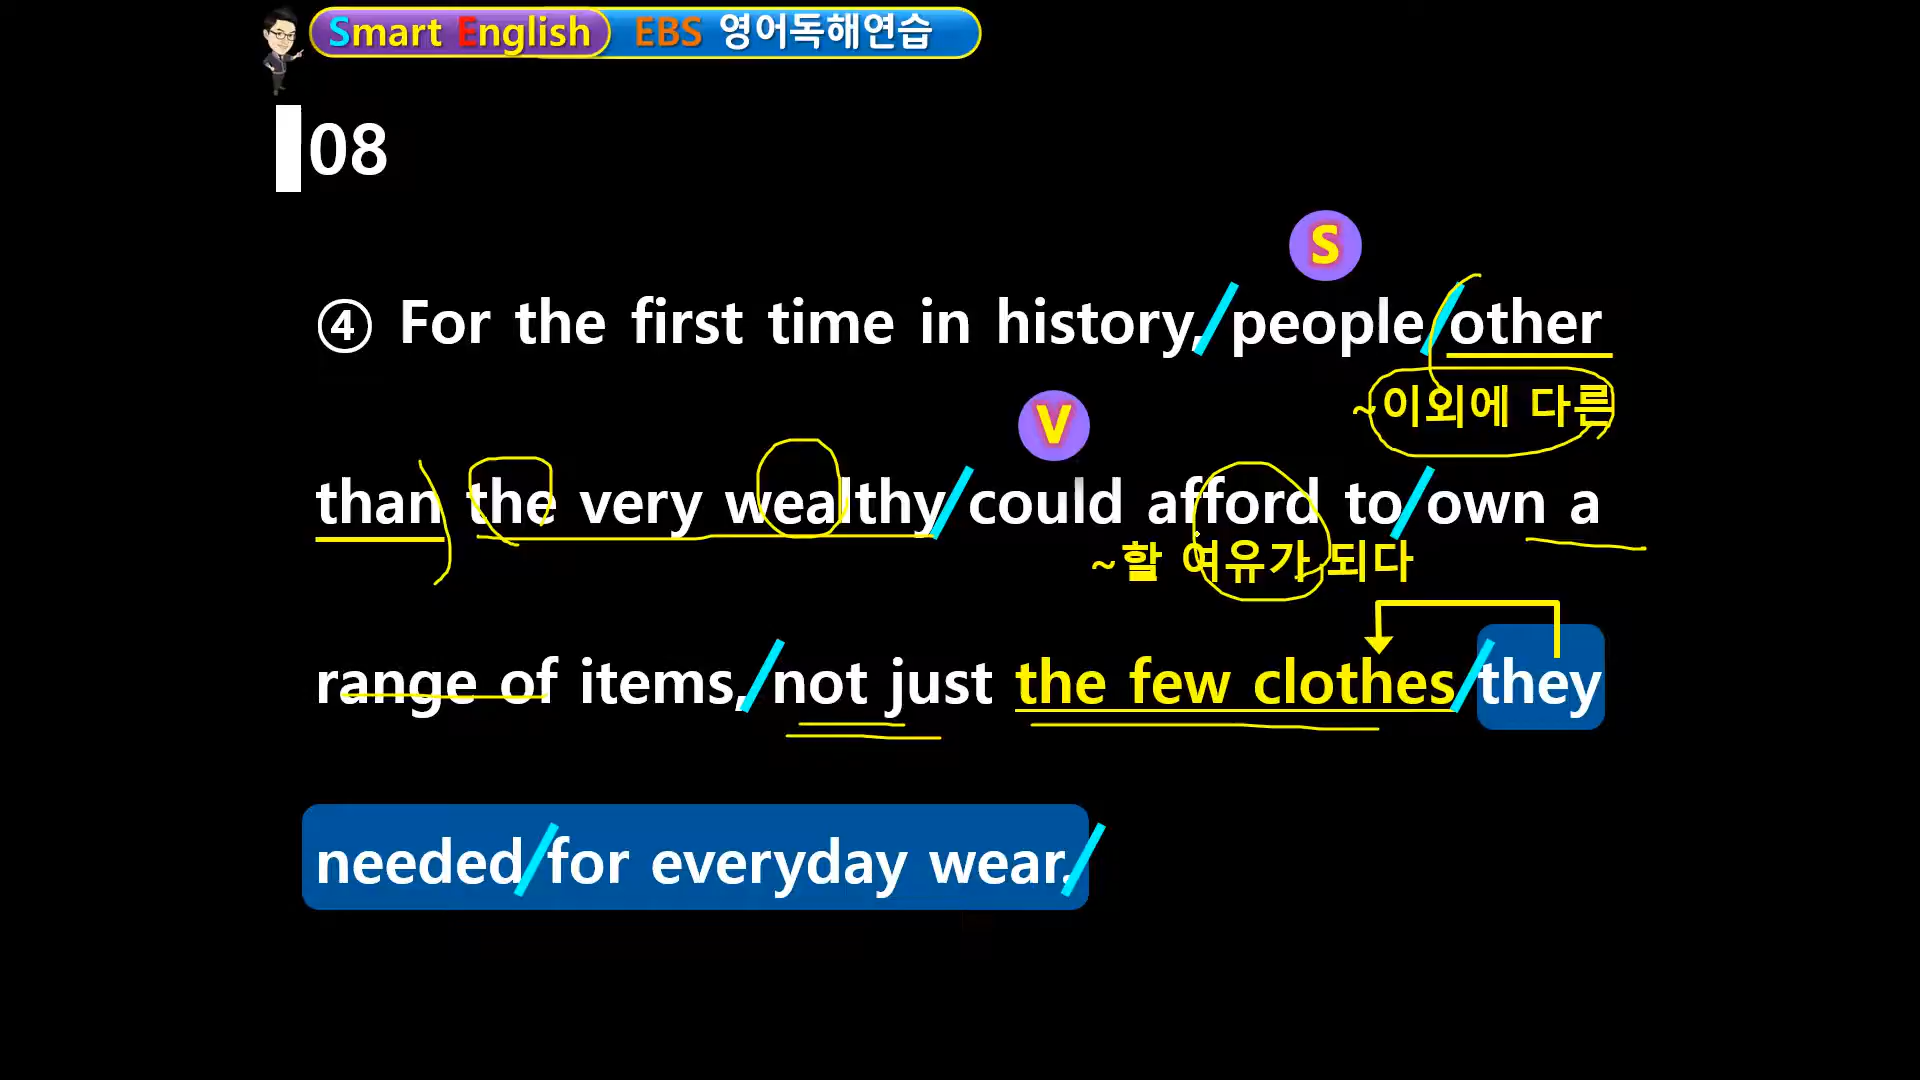 Smart English EBS 영어독해연습
08
S
④ For the first time in history, people other
~이외에 다른
V
than the very wealthy could afford to own a
~할 여유가 되다
range of items, not just the few clothes they
needed for everyday wear.